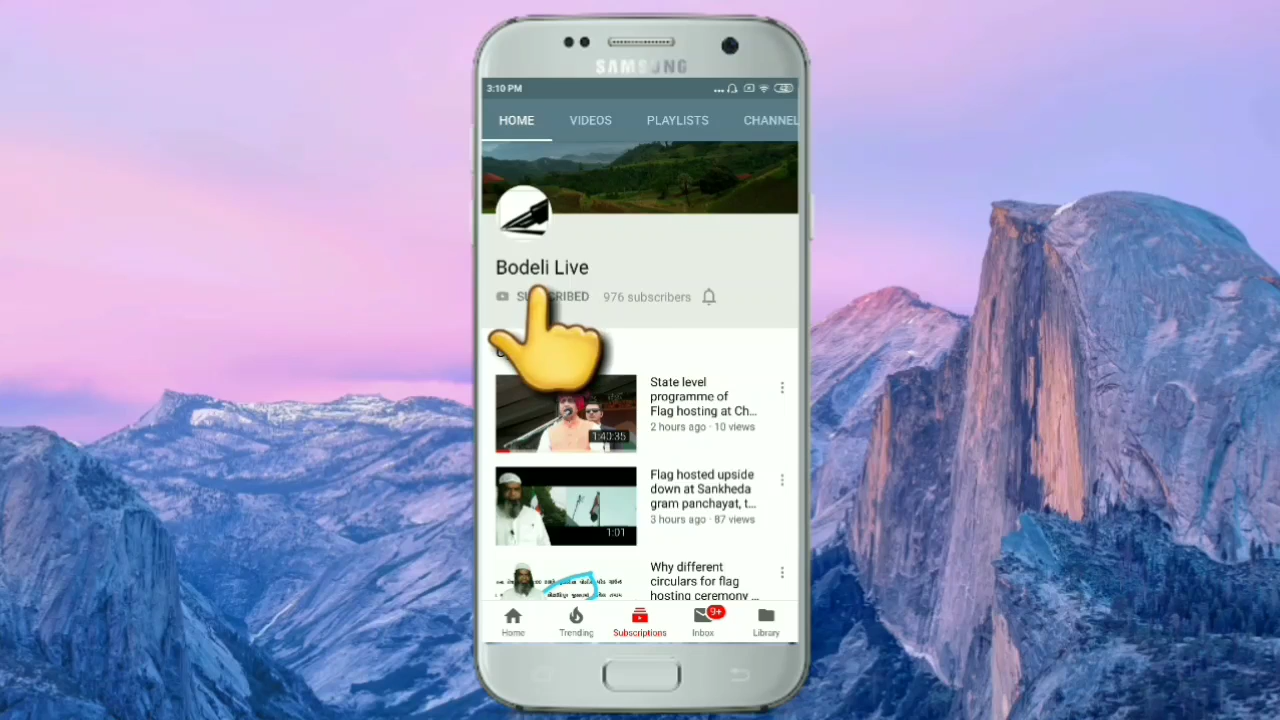 SAMSUNG
3:10 PM
HOME VIDEOS PLAYLISTS CHANNEL
Bodeli Live
SUBSCRIBED 976 subscribers
State level
programme of
Flag hosting at Ch...
2 hours ago · 10 views
1:40:35
Flag hosted upside
down at Sankheda
gram panchayat, t...
3 hours ago · 87 views
1:01
Why different
circulars for flag
hosting ceremony ...
9+
Home Trending Subscriptions Inbox Library